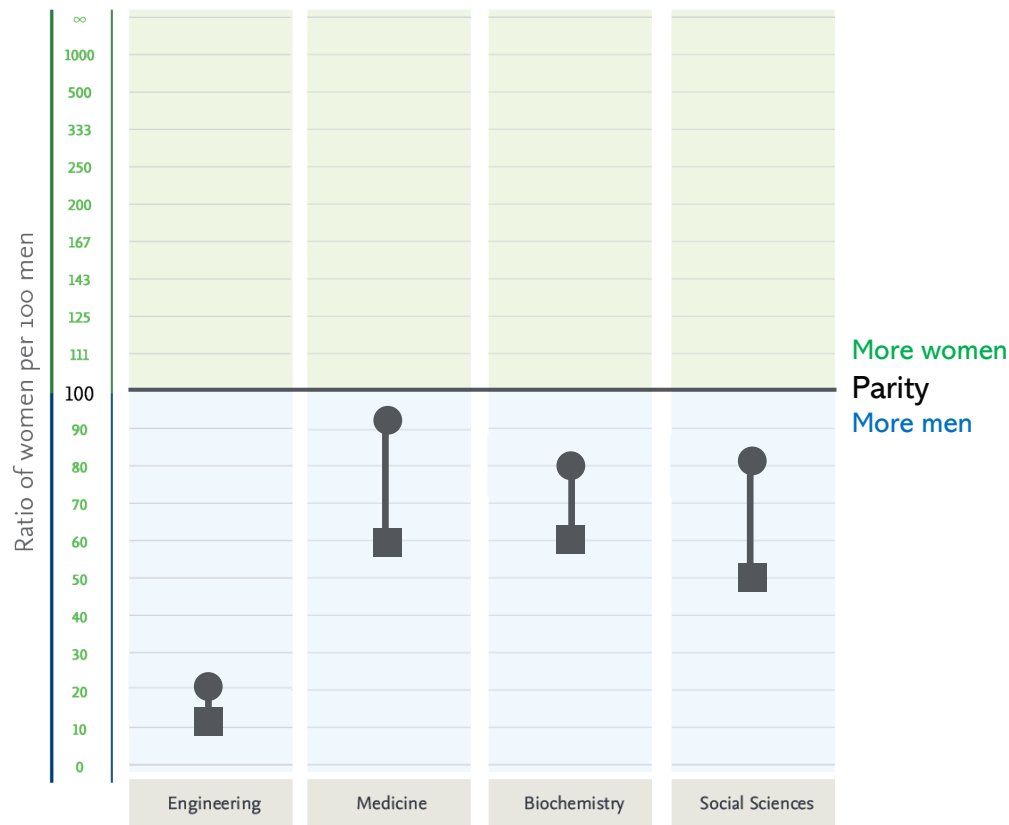 Ratio of women per 100 men
∞
1000
500
333
250
200
167
143
125
111
100
90
80
70
60
50
40
30
20
10
0
More women
Parity
More men
Engineering
Medicine
Biochemistry
Social Sciences